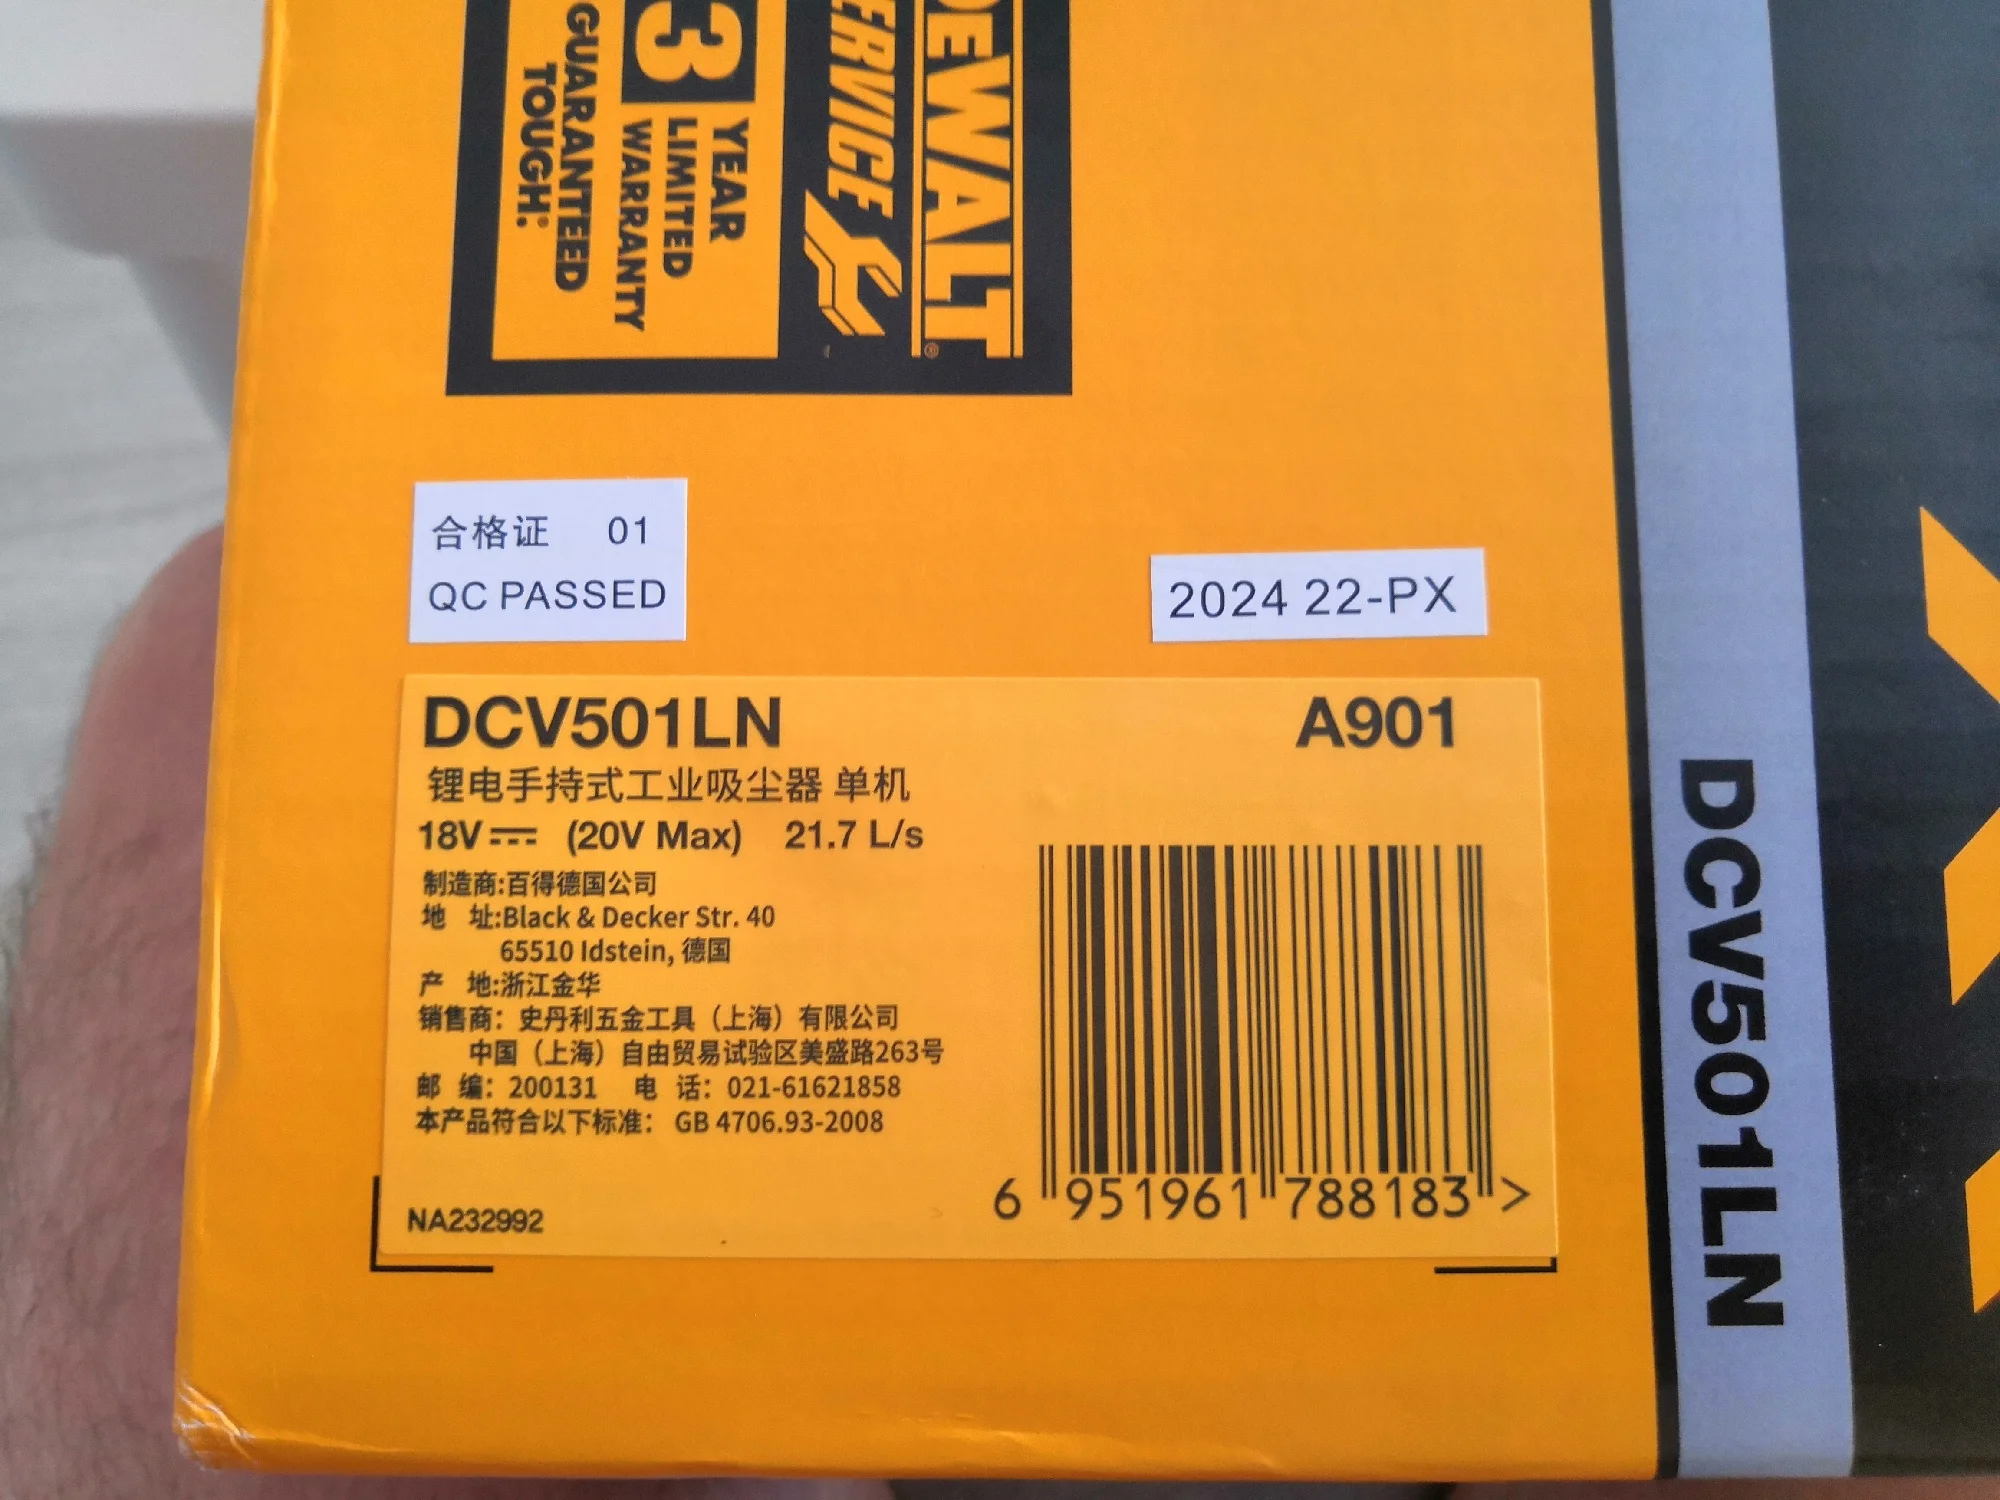 DEWALT®
SERVICE
3 YEAR
LIMITED
WARRANTY
GUARANTEED
TOUGH.®
合格证 01
QC PASSED
2024 22-PX
DCV501LN A901
锂电手持式工业吸尘器 单机
18V⎓ (20V Max) 21.7 L/s
制造商:百得德国公司
地 址:Black & Decker Str. 40
65510 Idstein, 德国
产 地:浙江金华
销售商：史丹利五金工具（上海）有限公司
中国（上海）自由贸易试验区美盛路263号
邮 编：200131 电 话：021-61621858
本产品符合以下标准： GB 4706.93-2008
NA232992
6 951961 788183 >
DCV501LN